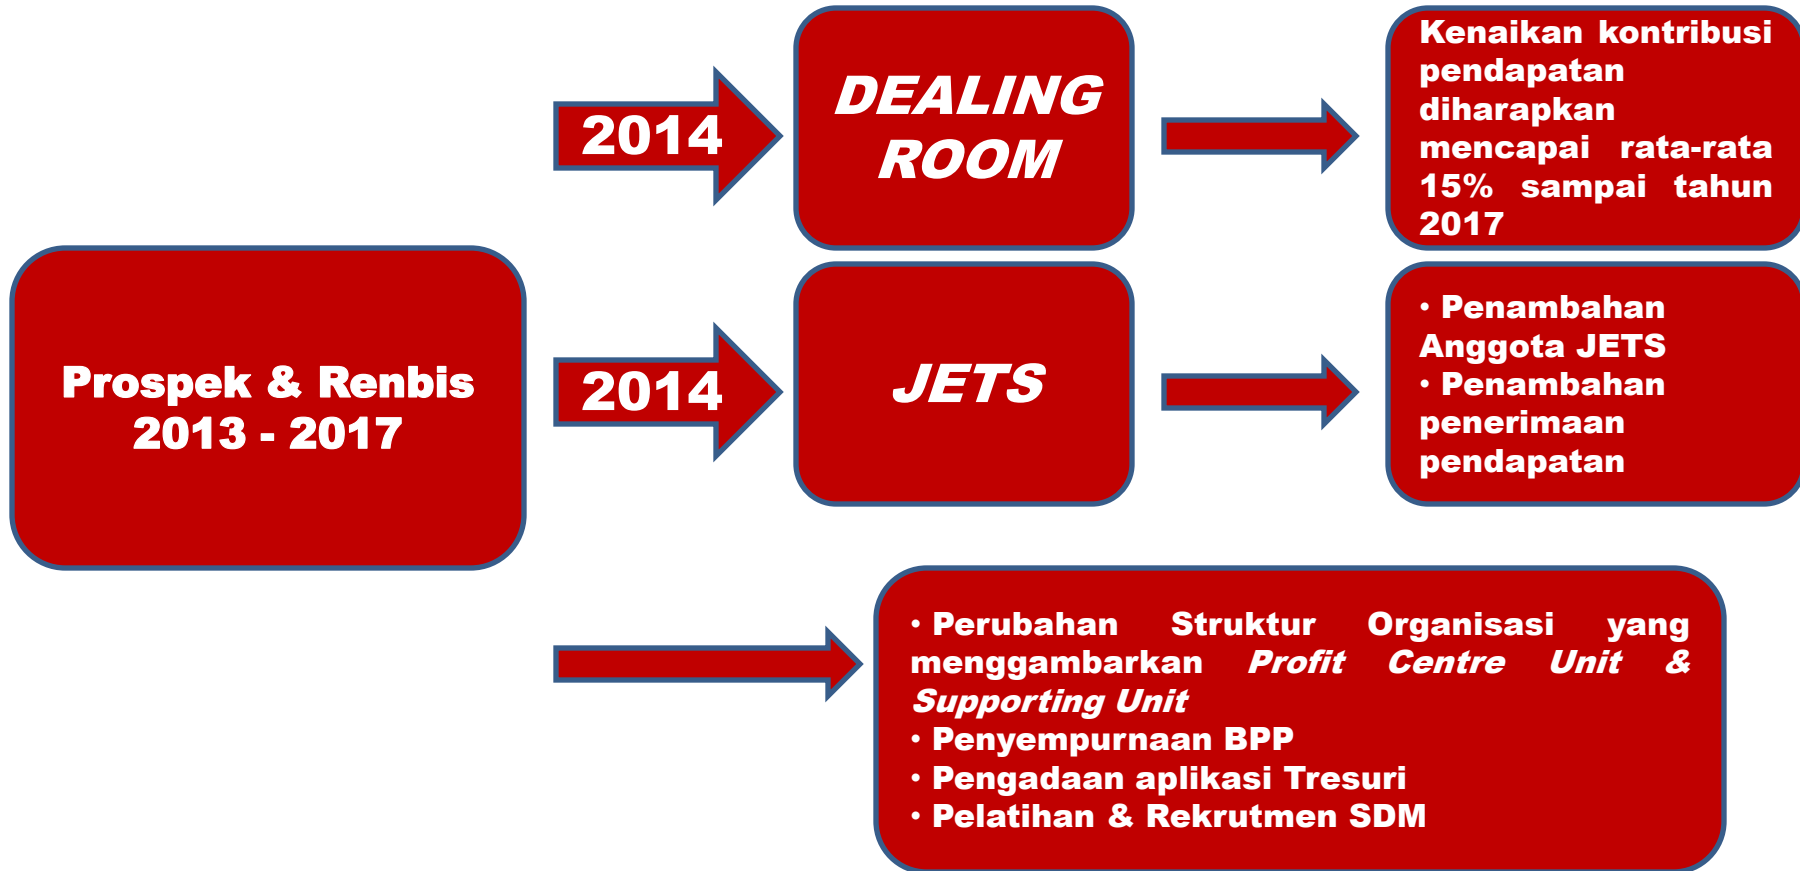 Prospek & Renbis
2013 - 2017
2014
DEALING
ROOM
Kenaikan kontribusi
pendapatan
diharapkan
mencapai rata-rata
15% sampai tahun
2017
2014
JETS
• Penambahan
Anggota JETS
• Penambahan
penerimaan
pendapatan
• Perubahan Struktur Organisasi yang
menggambarkan Profit Centre Unit &
Supporting Unit
• Penyempurnaan BPP
• Pengadaan aplikasi Tresuri
• Pelatihan & Rekrutmen SDM